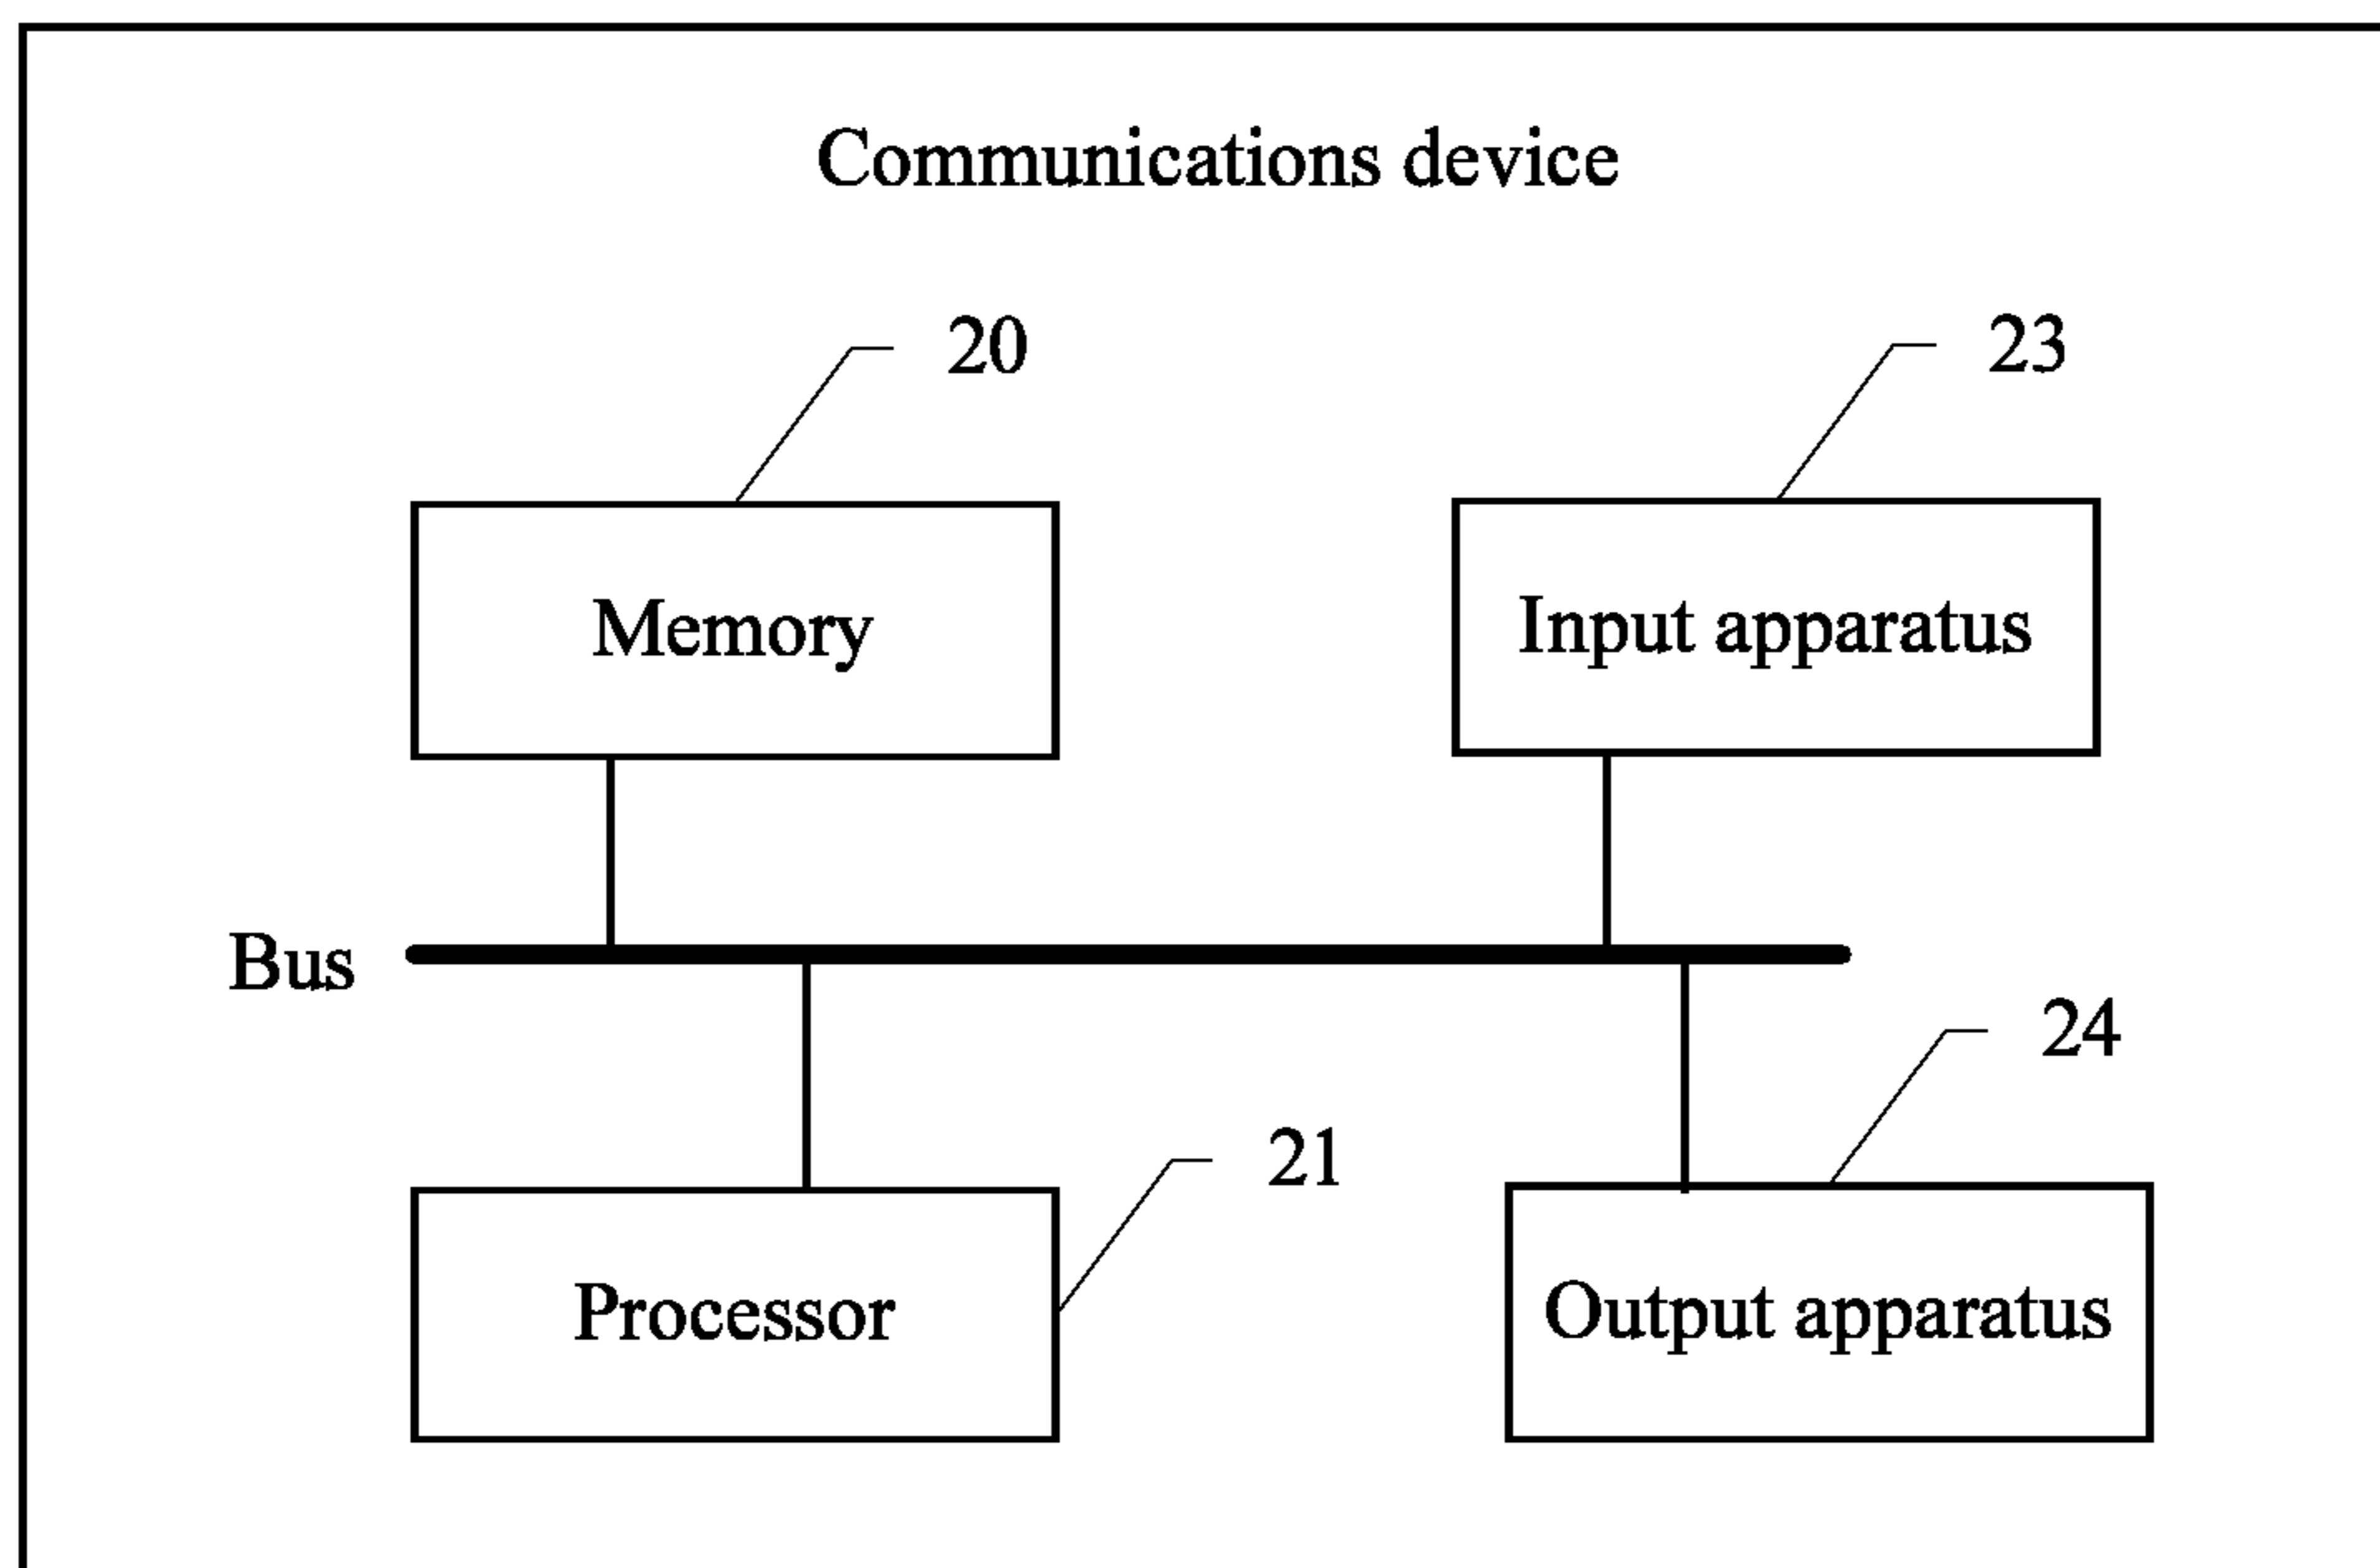 Communications device
20
23
Memory
Input apparatus
Bus
24
21
Processor
Output apparatus